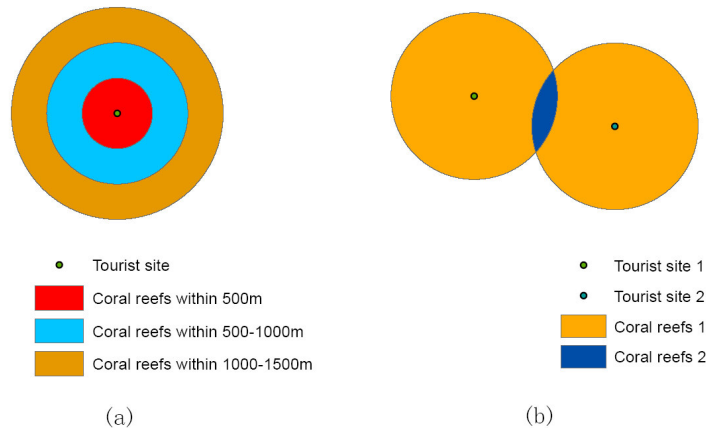 Tourist site
Coral reefs within 500m
Coral reefs within 500-1000m
Coral reefs within 1000-1500m
(a)
Tourist site 1
Tourist site 2
Coral reefs 1
Coral reefs 2
(b)